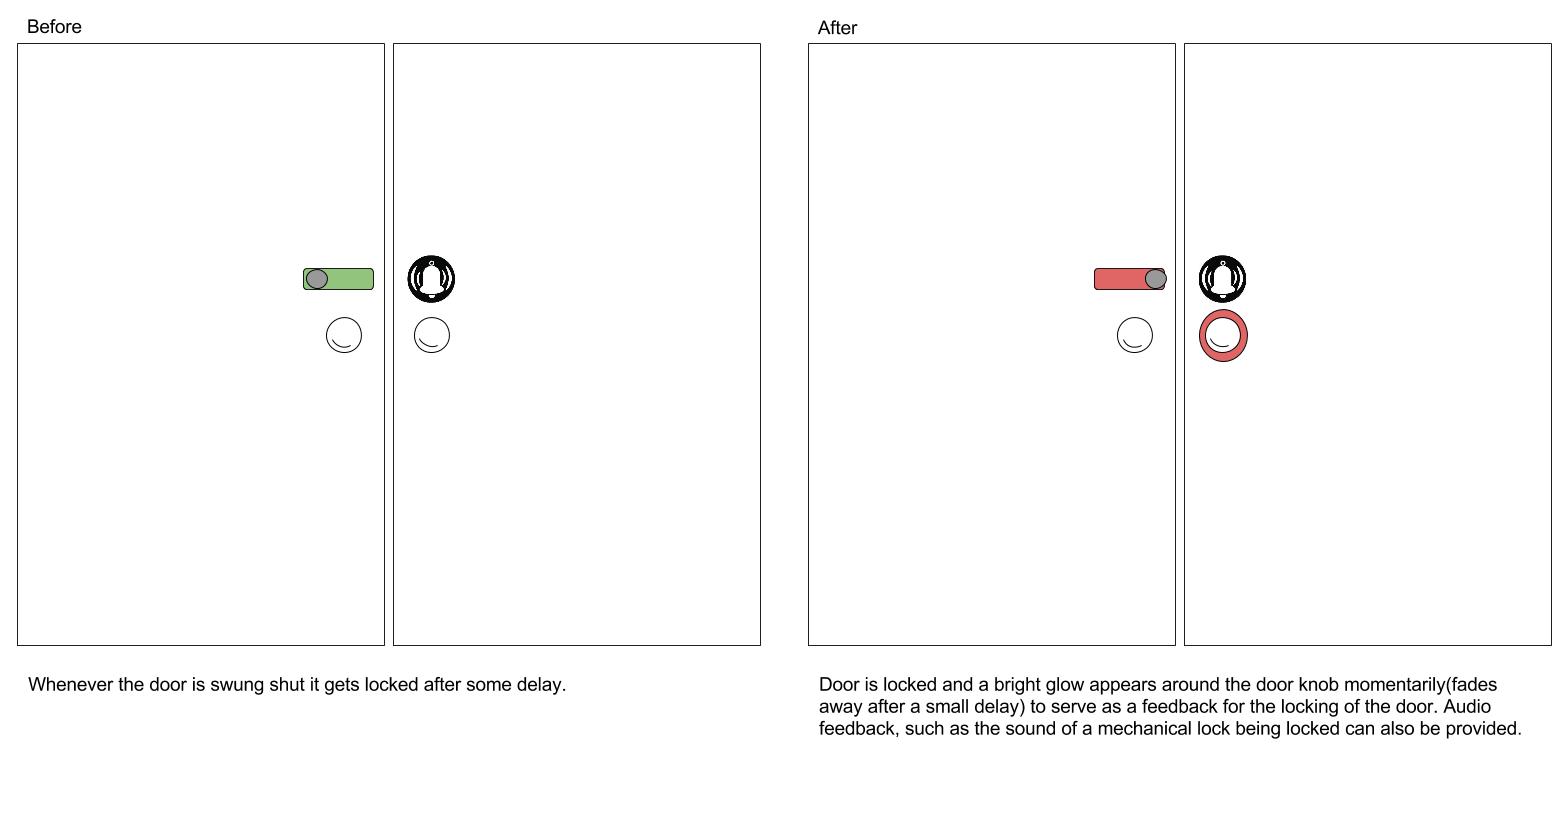 Before
After
Whenever the door is swung shut it gets locked after some delay.
Door is locked and a bright glow appears around the door knob momentarily(fades
away after a small delay) to serve as a feedback for the locking of the door. Audio
feedback, such as the sound of a mechanical lock being locked can also be provided.